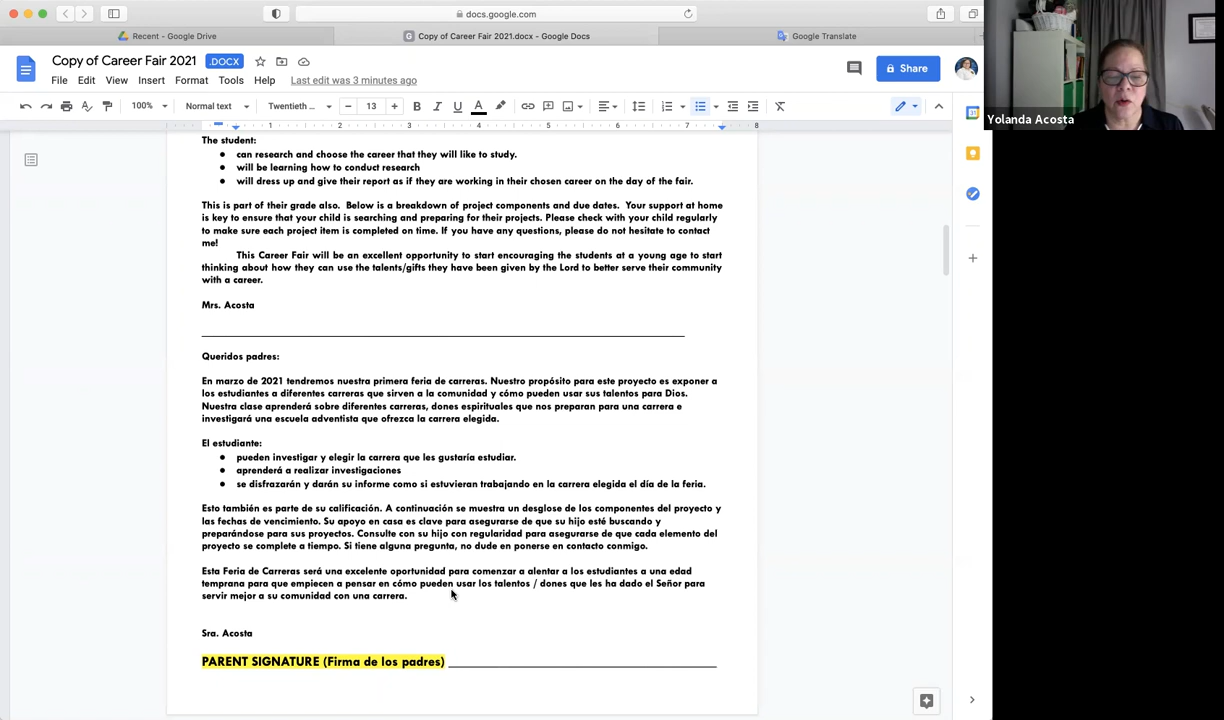 docs.google.com
Recent - Google Drive
Copy of Career Fair 2021.docx - Google Docs
Google Translate
Copy of Career Fair 2021 .DOCX
Share
File Edit View Insert Format Tools Help Last edit was 3 minutes ago
100% Normal text Twentieth ... 13
Yolanda Acosta
1 2 3 4 5 6 7 8
The student:
● can research and choose the career that they will like to study.
● will be learning how to conduct research
● will dress up and give their report as if they are working in their chosen career on the day of the fair.
This is part of their grade also. Below is a breakdown of project components and due dates. Your support at home
is key to ensure that your child is searching and preparing for their projects. Please check with your child regularly
to make sure each project item is completed on time. If you have any questions, please do not hesitate to contact
me!
This Career Fair will be an excellent opportunity to start encouraging the students at a young age to start
thinking about how they can use the talents/gifts they have been given by the Lord to better serve their community
with a career.
Mrs. Acosta
Queridos padres:
En marzo de 2021 tendremos nuestra primera feria de carreras. Nuestro propósito para este proyecto es exponer a
los estudiantes a diferentes carreras que sirven a la comunidad y cómo pueden usar sus talentos para Dios.
Nuestra clase aprenderá sobre diferentes carreras, dones espirituales que nos preparan para una carrera e
investigará una escuela adventista que ofrezca la carrera elegida.
El estudiante:
● pueden investigar y elegir la carrera que les gustaría estudiar.
● aprenderá a realizar investigaciones
● se disfrazarán y darán su informe como si estuvieran trabajando en la carrera elegida el día de la feria.
Esto también es parte de su calificación. A continuación se muestra un desglose de los componentes del proyecto y
las fechas de vencimiento. Su apoyo en casa es clave para asegurarse de que su hijo esté buscando y
preparándose para sus proyectos. Consulte con su hijo con regularidad para asegurarse de que cada elemento del
proyecto se complete a tiempo. Si tiene alguna pregunta, no dude en ponerse en contacto conmigo.
Esta Feria de Carreras será una excelente oportunidad para comenzar a alentar a los estudiantes a una edad
temprana para que empiecen a pensar en cómo pueden usar los talentos / dones que les ha dado el Señor para
servir mejor a su comunidad con una carrera.
Sra. Acosta
PARENT SIGNATURE (Firma de los padres)